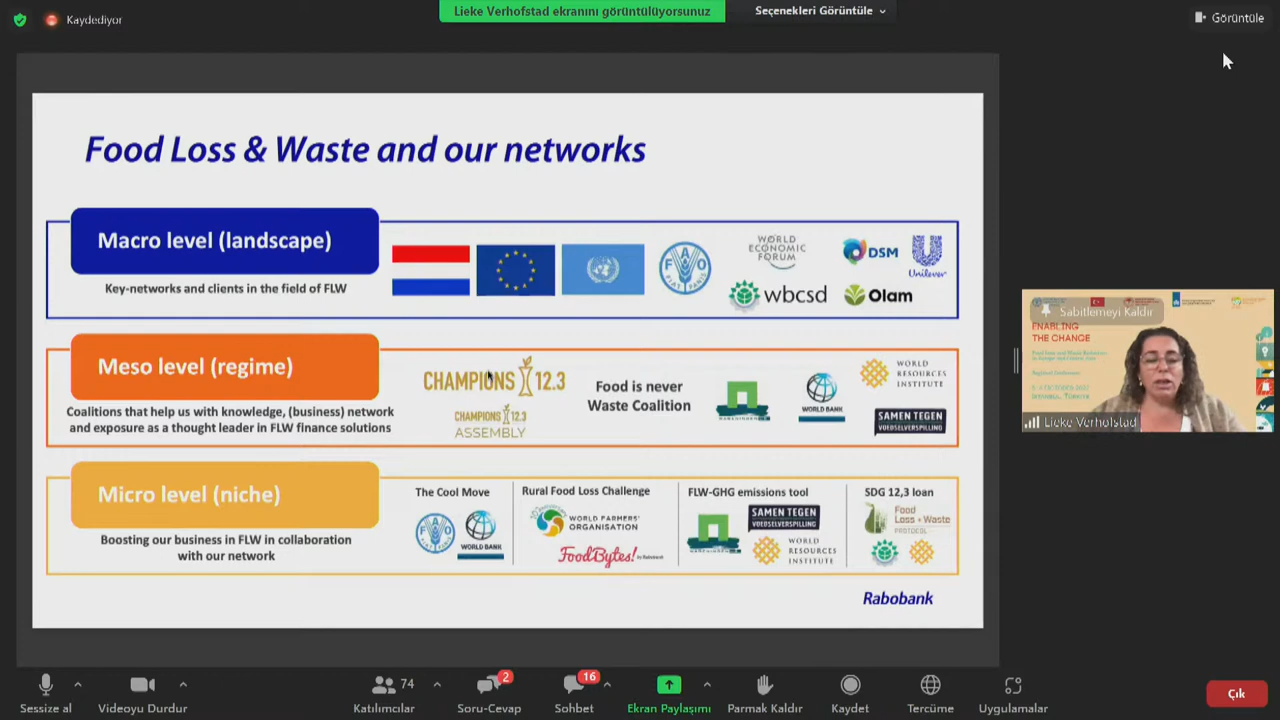 Kaydediyor
Lieke Verhofstad ekranını görüntülüyorsunuz
Seçenekleri Görüntüle
Görüntüle
Food Loss & Waste and our networks
Macro level (landscape)
Key-networks and clients in the field of FLW
FAO
FIAT PANIS
WORLD
ECONOMIC
FORUM
DSM
Unilever
wbcsd
Olam
Meso level (regime)
Coalitions that help us with knowledge, (business) network
and exposure as a thought leader in FLW finance solutions
CHAMPIONS 12.3
CHAMPIONS 12.3
ASSEMBLY
Food is never
Waste Coalition
WORLD BANK
WORLD
RESOURCES
INSTITUTE
SAMEN TEGEN
VOEDSELVERSPILLING
Micro level (niche)
Boosting our business in FLW in collaboration
with our network
The Cool Move
FAO
WORLD BANK
Rural Food Loss Challenge
WORLD FARMERS'
ORGANISATION
FoodBytes! by Rabobank
FLW-GHG emissions tool
SAMEN TEGEN
VOEDSELVERSPILLING
WORLD
RESOURCES
INSTITUTE
SDG 12,3 loan
Food
Loss + Waste
PROTOCOL
Rabobank
Sabitlemeyi Kaldır
ENABLING
THE CHANGE
Lieke Verhofstad
Sessize al
Videoyu Durdur
74
Katılımcılar
2
Soru-Cevap
16
Sohbet
Ekran Paylaşımı
Parmak Kaldır
Kaydet
Tercüme
Uygulamalar
Çık